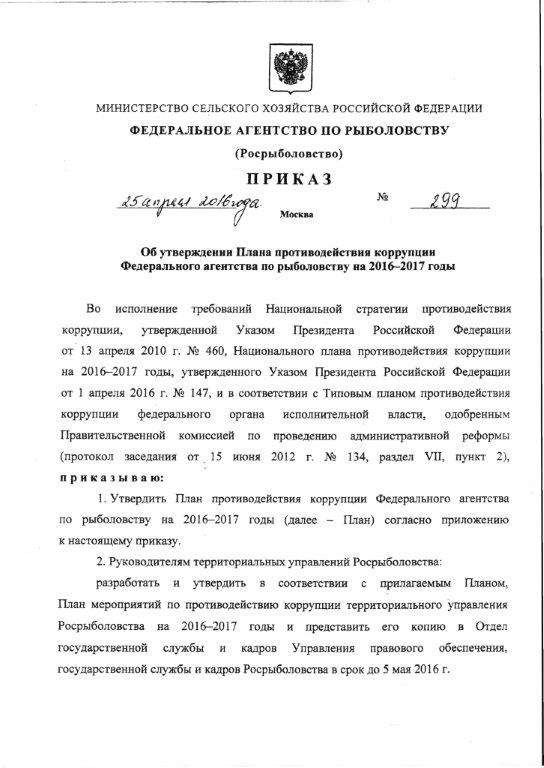 МИНИСТЕРСТВО СЕЛЬСКОГО ХОЗЯЙСТВА РОССИЙСКОЙ ФЕДЕРАЦИИ
ФЕДЕРАЛЬНОЕ АГЕНТСТВО ПО РЫБОЛОВСТВУ
(Росрыболовство)
ПРИКАЗ
25 апреля 2016 года № 299
Москва
Об утверждении Плана противодействия коррупции
Федерального агентства по рыболовству на 2016–2017 годы
Во исполнение требований Национальной стратегии противодействия
коррупции, утвержденной Указом Президента Российской Федерации
от 13 апреля 2010 г. № 460, Национального плана противодействия коррупции
на 2016–2017 годы, утвержденного Указом Президента Российской Федерации
от 1 апреля 2016 г. № 147, и в соответствии с Типовым планом противодействия
коррупции федерального органа исполнительной власти, одобренным
Правительственной комиссией по проведению административной реформы
(протокол заседания от 15 июня 2012 г. № 134, раздел VII, пункт 2),
приказываю:
1. Утвердить План противодействия коррупции Федерального агентства
по рыболовству на 2016–2017 годы (далее – План) согласно приложению
к настоящему приказу.
2. Руководителям территориальных управлений Росрыболовства:
разработать и утвердить в соответствии с прилагаемым Планом,
План мероприятий по противодействию коррупции территориального управления
Росрыболовства на 2016–2017 годы и представить его копию в Отдел
государственной службы и кадров Управления правового обеспечения,
государственной службы и кадров Росрыболовства в срок до 5 мая 2016 г.